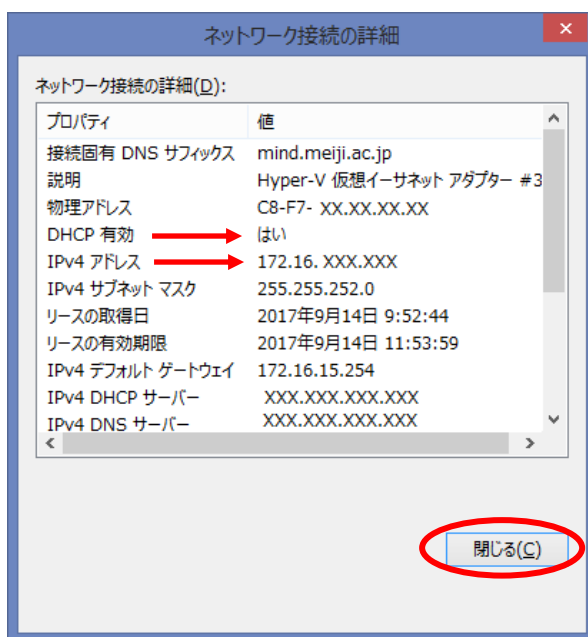 ネットワーク接続の詳細
ネットワーク接続の詳細(D):
プロパティ 値
接続固有 DNS サフィックス mind.meiji.ac.jp
説明 Hyper-V 仮想イーサネット アダプター #3
物理アドレス C8-F7- XX.XX.XX.XX
DHCP 有効 はい
IPv4 アドレス 172.16. XXX.XXX
IPv4 サブネット マスク 255.255.252.0
リースの取得日 2017年9月14日 9:52:44
リースの有効期限 2017年9月14日 11:53:59
IPv4 デフォルト ゲートウェイ 172.16.15.254
IPv4 DHCP サーバー XXX.XXX.XXX.XXX
IPv4 DNS サーバー XXX.XXX.XXX.XXX
閉じる(C)